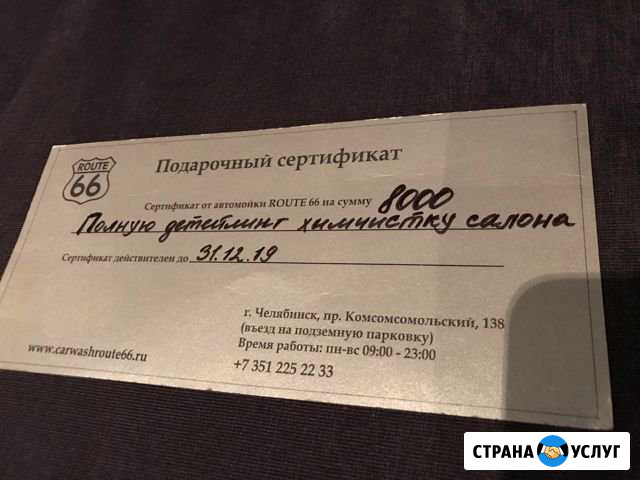 ROUTE
66
Подарочный сертификат
Сертификат от автомойки ROUTE 66 на сумму 8000
Полную детейлинг химчистку салона
Сертификат действителен до 31.12.19
г. Челябинск, пр. Комсомсомольский, 138
(въезд на подземную парковку)
Время работы: пн-вс 09:00 - 23:00
+7 351 225 22 33
www.carwashroute66.ru
СТРАНА УСЛУГ